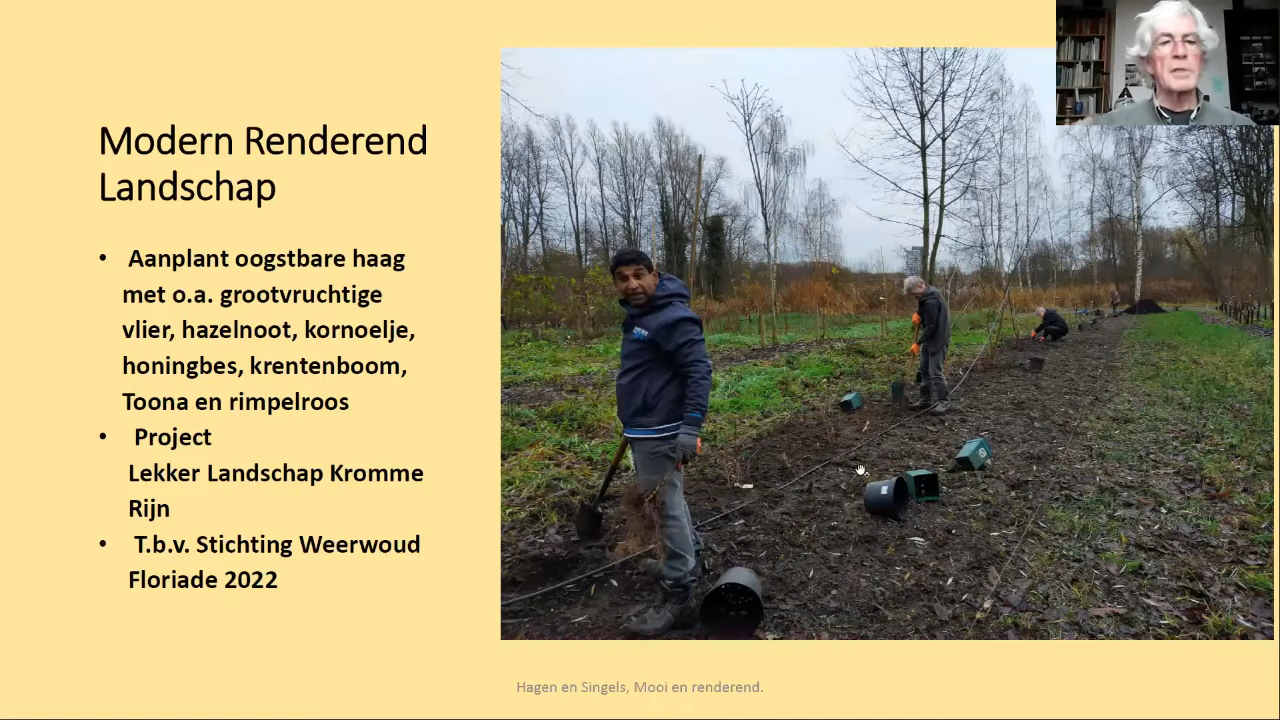 Modern Renderend
Landschap
• Aanplant oogstbare haag
met o.a. grootvruchtige
vlier, hazelnoot, kornoelje,
honingbes, krentenboom,
Toona en rimpelroos
• Project
Lekker Landschap Kromme
Rijn
• T.b.v. Stichting Weerwoud
Floriade 2022
Hagen en Singels, Mooi en renderend.